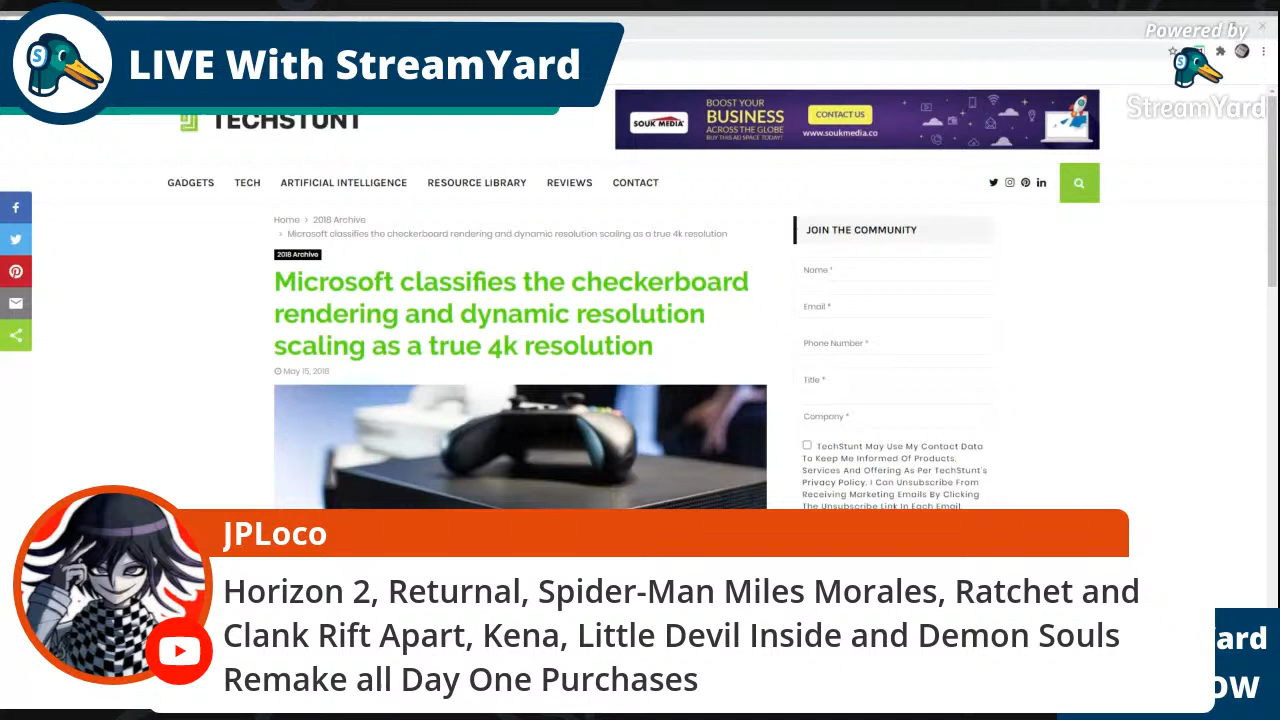 LIVE With StreamYard
Powered by
StreamYard
TECHSTUNT
SOUK MEDIA
BOOST YOUR
BUSINESS
ACROSS THE GLOBE
BUY THIS AD SPACE TODAY!
CONTACT US
www.soukmedia.co
GADGETS TECH ARTIFICIAL INTELLIGENCE RESOURCE LIBRARY REVIEWS CONTACT
Home > 2018 Archive
> Microsoft classifies the checkerboard rendering and dynamic resolution scaling as a true 4k resolution
2018 Archive
Microsoft classifies the checkerboard
rendering and dynamic resolution
scaling as a true 4k resolution
May 15, 2018
JOIN THE COMMUNITY
Name *
Email *
Phone Number *
Title *
Company *
TechStunt May Use My Contact Data
To Keep Me Informed Of Products,
Services And Offering As Per TechStunt's
Privacy Policy. I Can Unsubscribe From
Receiving Marketing Emails By Clicking
The Unsubscribe Link In Each Email.
JPLoco
Horizon 2, Returnal, Spider-Man Miles Morales, Ratchet and
Clank Rift Apart, Kena, Little Devil Inside and Demon Souls
Remake all Day One Purchases